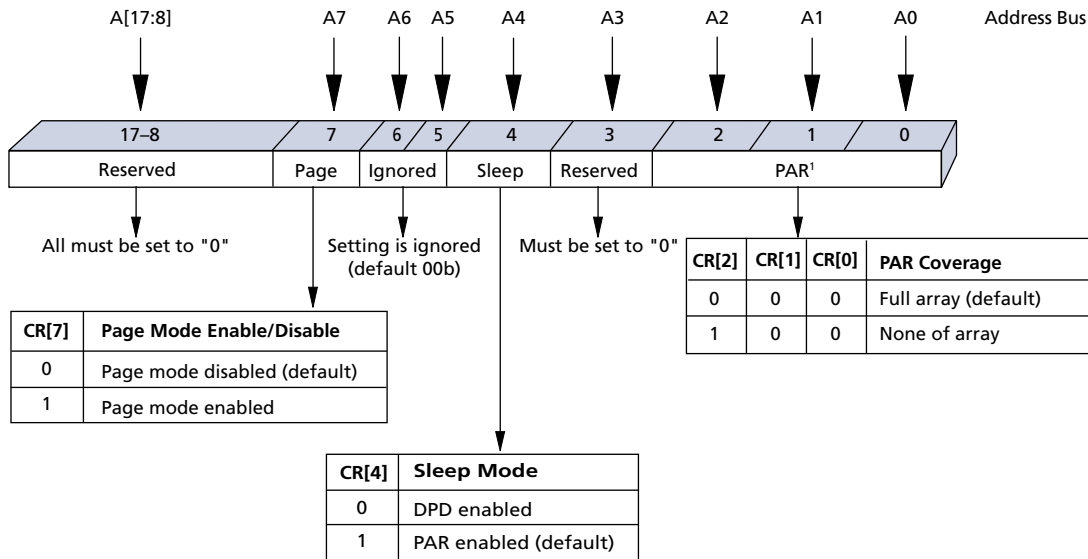 A[17:8] A7 A6 A5 A4 A3 A2 A1 A0 Address Bus
17–8 7 6 5 4 3 2 1 0
Reserved Page Ignored Sleep Reserved PAR¹
All must be set to "0"
Setting is ignored
(default 00b)
Must be set to "0"
CR[2] CR[1] CR[0] PAR Coverage
0 0 0 Full array (default)
1 0 0 None of array
CR[7] Page Mode Enable/Disable
0 Page mode disabled (default)
1 Page mode enabled
CR[4] Sleep Mode
0 DPD enabled
1 PAR enabled (default)